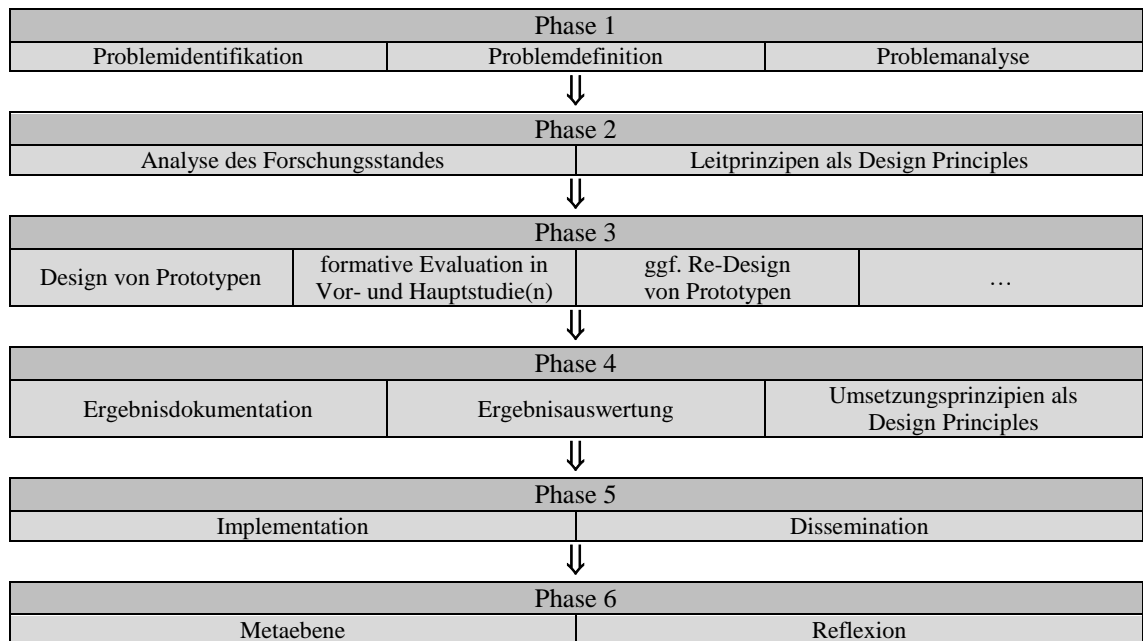 Phase 1
Problemidentifikation
Problemdefinition
Problemanalyse
Phase 2
Analyse des Forschungsstandes
Leitprinzipen als Design Principles
Phase 3
Design von Prototypen
formative Evaluation in
Vor- und Hauptstudie(n)
ggf. Re-Design
von Prototypen
…
Phase 4
Ergebnisdokumentation
Ergebnisauswertung
Umsetzungsprinzipien als
Design Principles
Phase 5
Implementation
Dissemination
Phase 6
Metaebene
Reflexion